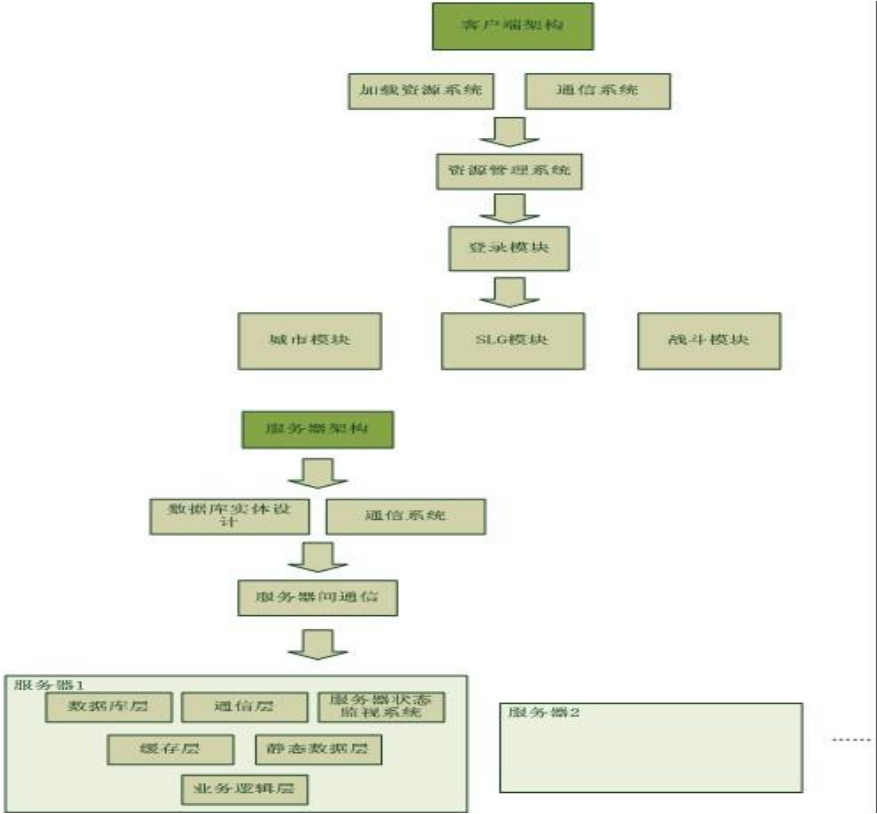 客户端架构
加载资源系统
通信系统
资源管理系统
登录模块
城市模块
SLG模块
战斗模块
服务器架构
数据库实体设
计
通信系统
服务器间通信
服务器1
数据库层
通信层
服务器状态
监视系统
缓存层
静态数据层
业务逻辑层
服务器2
……